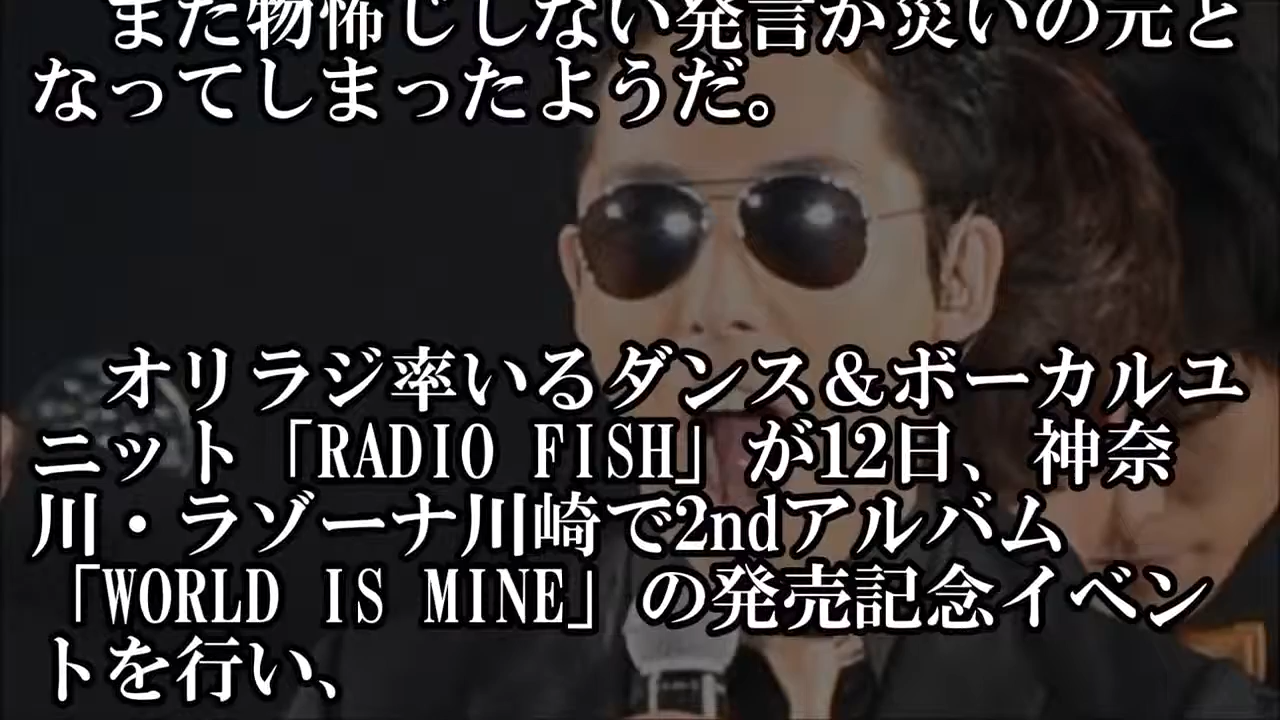 また物怖じしない発言が災いの元と
なってしまったようだ。
オリラジ率いるダンス＆ボーカルユ
ニット「RADIO FISH」が12日、神奈
川・ラゾーナ川崎で2ndアルバム
「WORLD IS MINE」の発売記念イベン
トを行い、